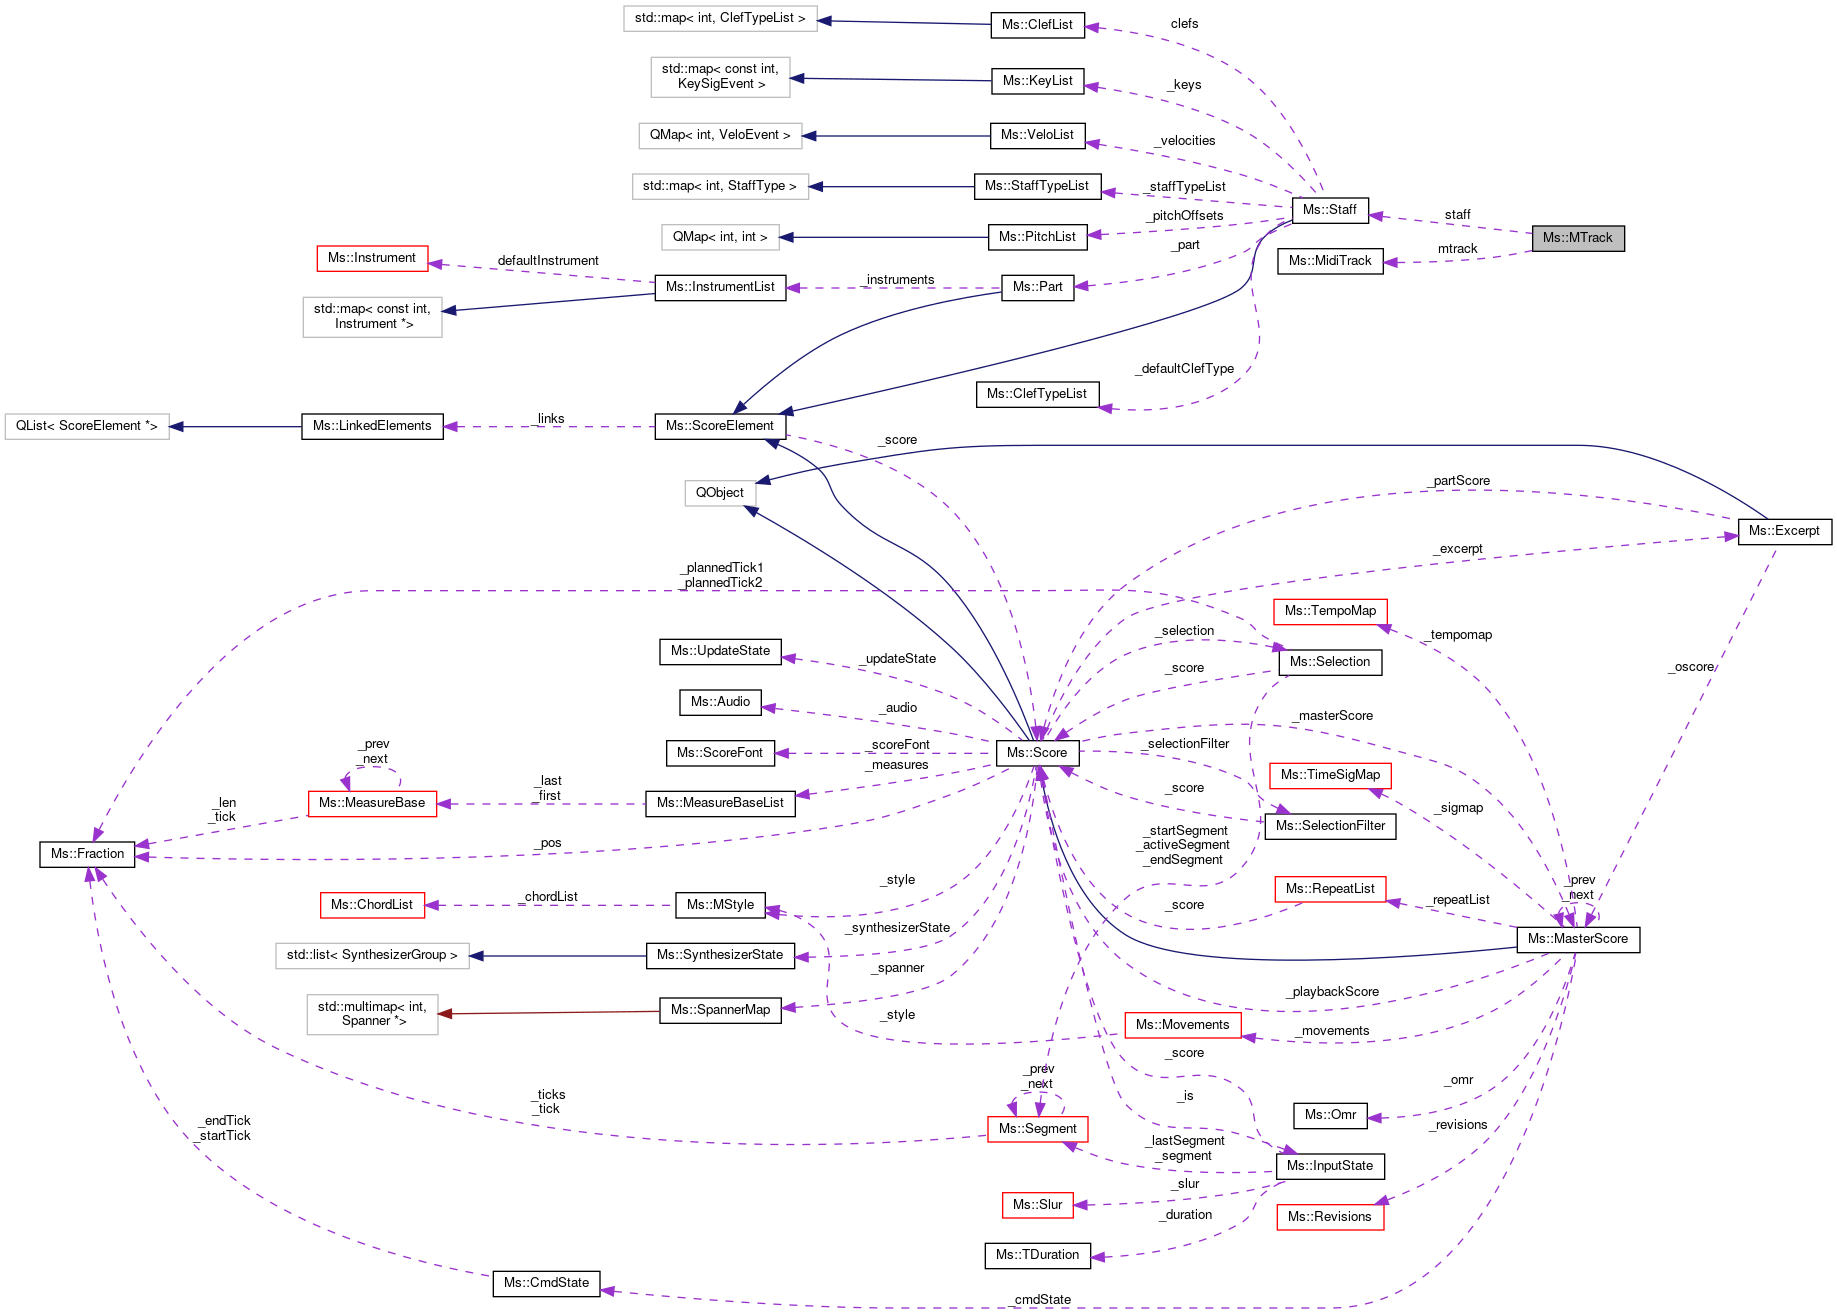 std::map< int, ClefTypeList >
Ms::ClefList
clefs
std::map< const int,
KeySigEvent >
Ms::KeyList
_keys
QMap< int, VeloEvent >
Ms::VeloList
_velocities
std::map< int, StaffType >
Ms::StaffTypeList
_staffTypeList
Ms::Staff
staff
QMap< int, int >
Ms::PitchList
_pitchOffsets
Ms::MTrack
Ms::Instrument
defaultInstrument
_part
mtrack
Ms::MidiTrack
Ms::InstrumentList
_instruments
Ms::Part
std::map< const int,
Instrument *>
_defaultClefType
Ms::ClefTypeList
QList< ScoreElement *>
Ms::LinkedElements
_links
Ms::ScoreElement
_score
QObject
_partScore
Ms::Excerpt
_excerpt
_plannedTick1
_plannedTick2
Ms::TempoMap
_tempomap
Ms::UpdateState
_updateState
_selection
Ms::Selection
_score
_oscore
Ms::Audio
_audio
_masterScore
Ms::ScoreFont
_scoreFont
Ms::Score
_selectionFilter
_prev
_next
_measures
Ms::TimeSigMap
_sigmap
Ms::MeasureBase
_last
_first
Ms::MeasureBaseList
_score
Ms::SelectionFilter
_len
_tick
Ms::Fraction
_pos
_startSegment
_activeSegment
_endSegment
_style
Ms::RepeatList
_repeatList
_prev
_next
Ms::ChordList
_chordList
Ms::MStyle
_score
_synthesizerState
Ms::MasterScore
std::list< SynthesizerGroup >
Ms::SynthesizerState
_spanner
_playbackScore
std::multimap< int,
Spanner *>
Ms::SpannerMap
_style
Ms::Movements
_movements
_score
_prev
_next
_is
_omr
Ms::Omr
_ticks
_tick
_endTick
_startTick
Ms::Segment
_revisions
_lastSegment
_segment
Ms::InputState
_slur
Ms::Slur
_duration
Ms::Revisions
Ms::TDuration
Ms::CmdState
_cmdState